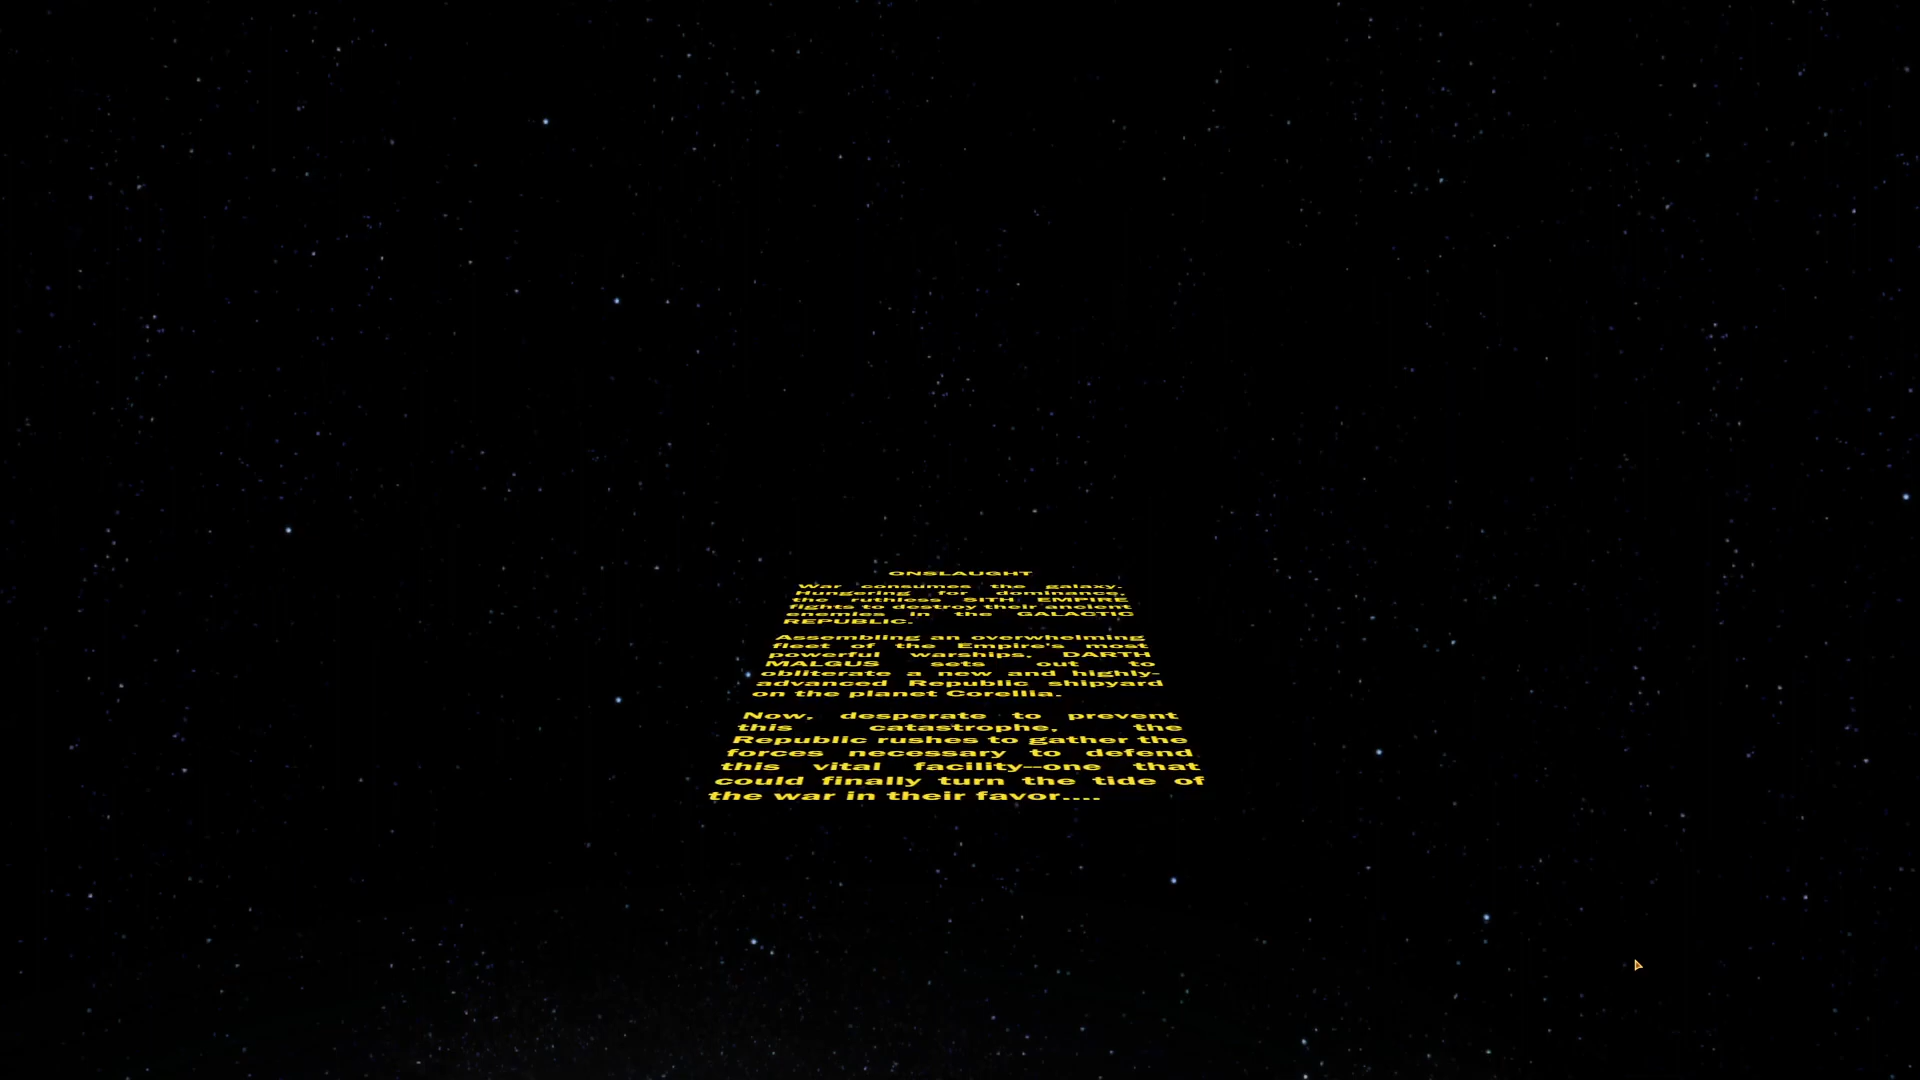 ONSLAUGHT
War consumes the galaxy.
Hungering for dominance,
the ruthless SITH EMPIRE
fights to destroy their ancient
enemies in the GALACTIC
REPUBLIC.
Assembling an overwhelming
fleet of the Empire's most
powerful warships, DARTH
MALGUS sets out to
obliterate a new and highly-
advanced Republic shipyard
on the planet Corellia.
Now, desperate to prevent
this catastrophe, the
Republic rushes to gather the
forces necessary to defend
this vital facility--one that
could finally turn the tide of
the war in their favor....